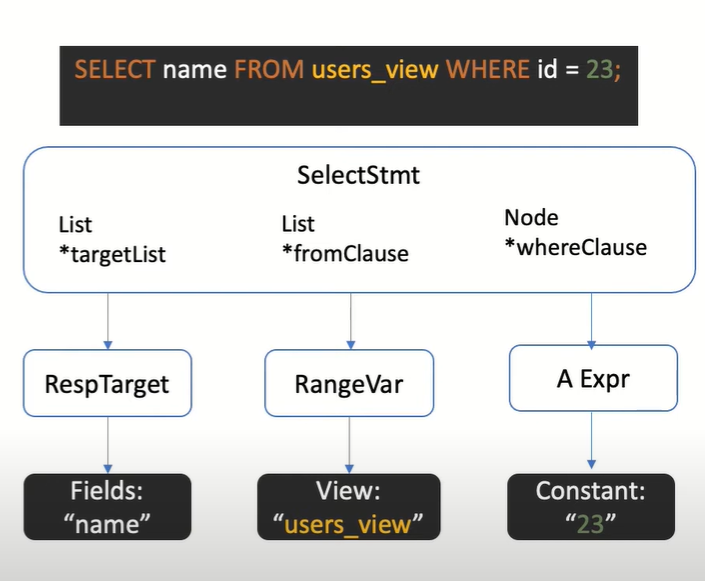 SELECT name FROM users_view WHERE id = 23;
SelectStmt
List
*targetList
List
*fromClause
Node
*whereClause
RespTarget
RangeVar
A Expr
Fields:
“name”
View:
“users_view”
Constant:
“23”